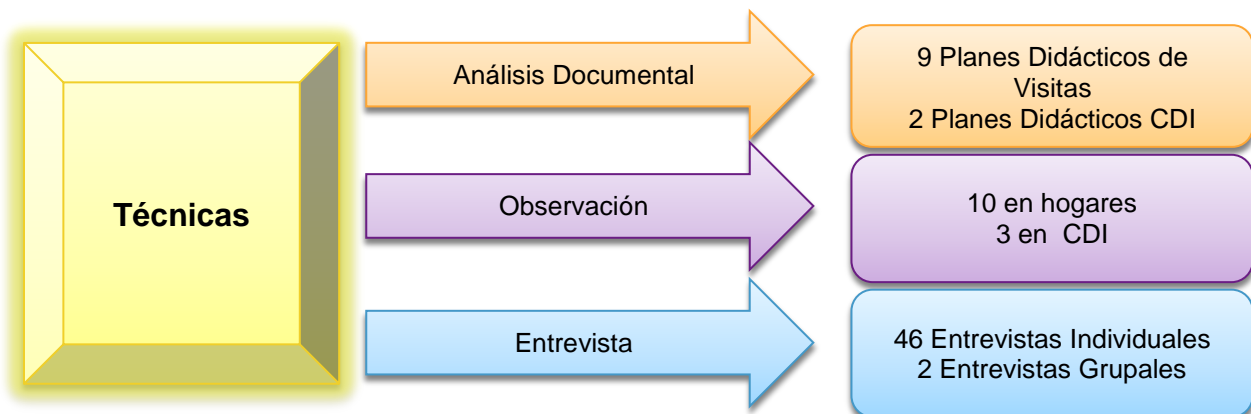 Técnicas
Análisis Documental
9 Planes Didácticos de
Visitas
2 Planes Didácticos CDI
Observación
10 en hogares
3 en CDI
Entrevista
46 Entrevistas Individuales
2 Entrevistas Grupales